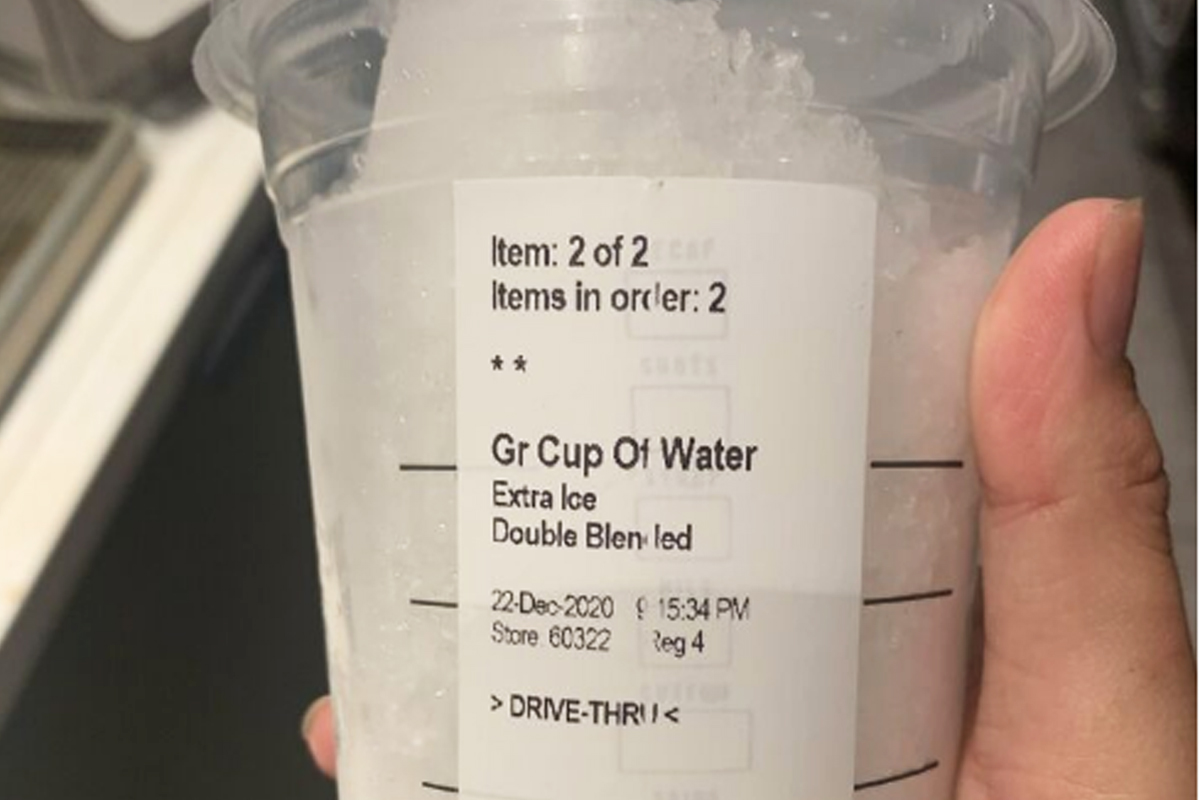 Item: 2 of 2
Items in order: 2
* *
Gr Cup Of Water
Extra Ice
Double Blended
22-Dec-2020 9:15:34 PM
Store: 60322 Reg 4
> DRIVE-THRU <